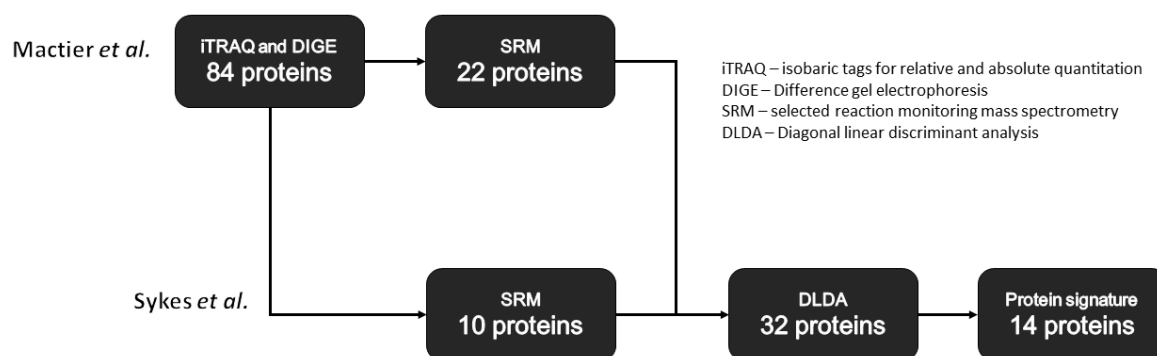 Mactier et al.
iTRAQ and DIGE
84 proteins
SRM
22 proteins
iTRAQ – isobaric tags for relative and absolute quantitation
DIGE – Difference gel electrophoresis
SRM – selected reaction monitoring mass spectrometry
DLDA – Diagonal linear discriminant analysis
Sykes et al.
SRM
10 proteins
DLDA
32 proteins
Protein signature
14 proteins